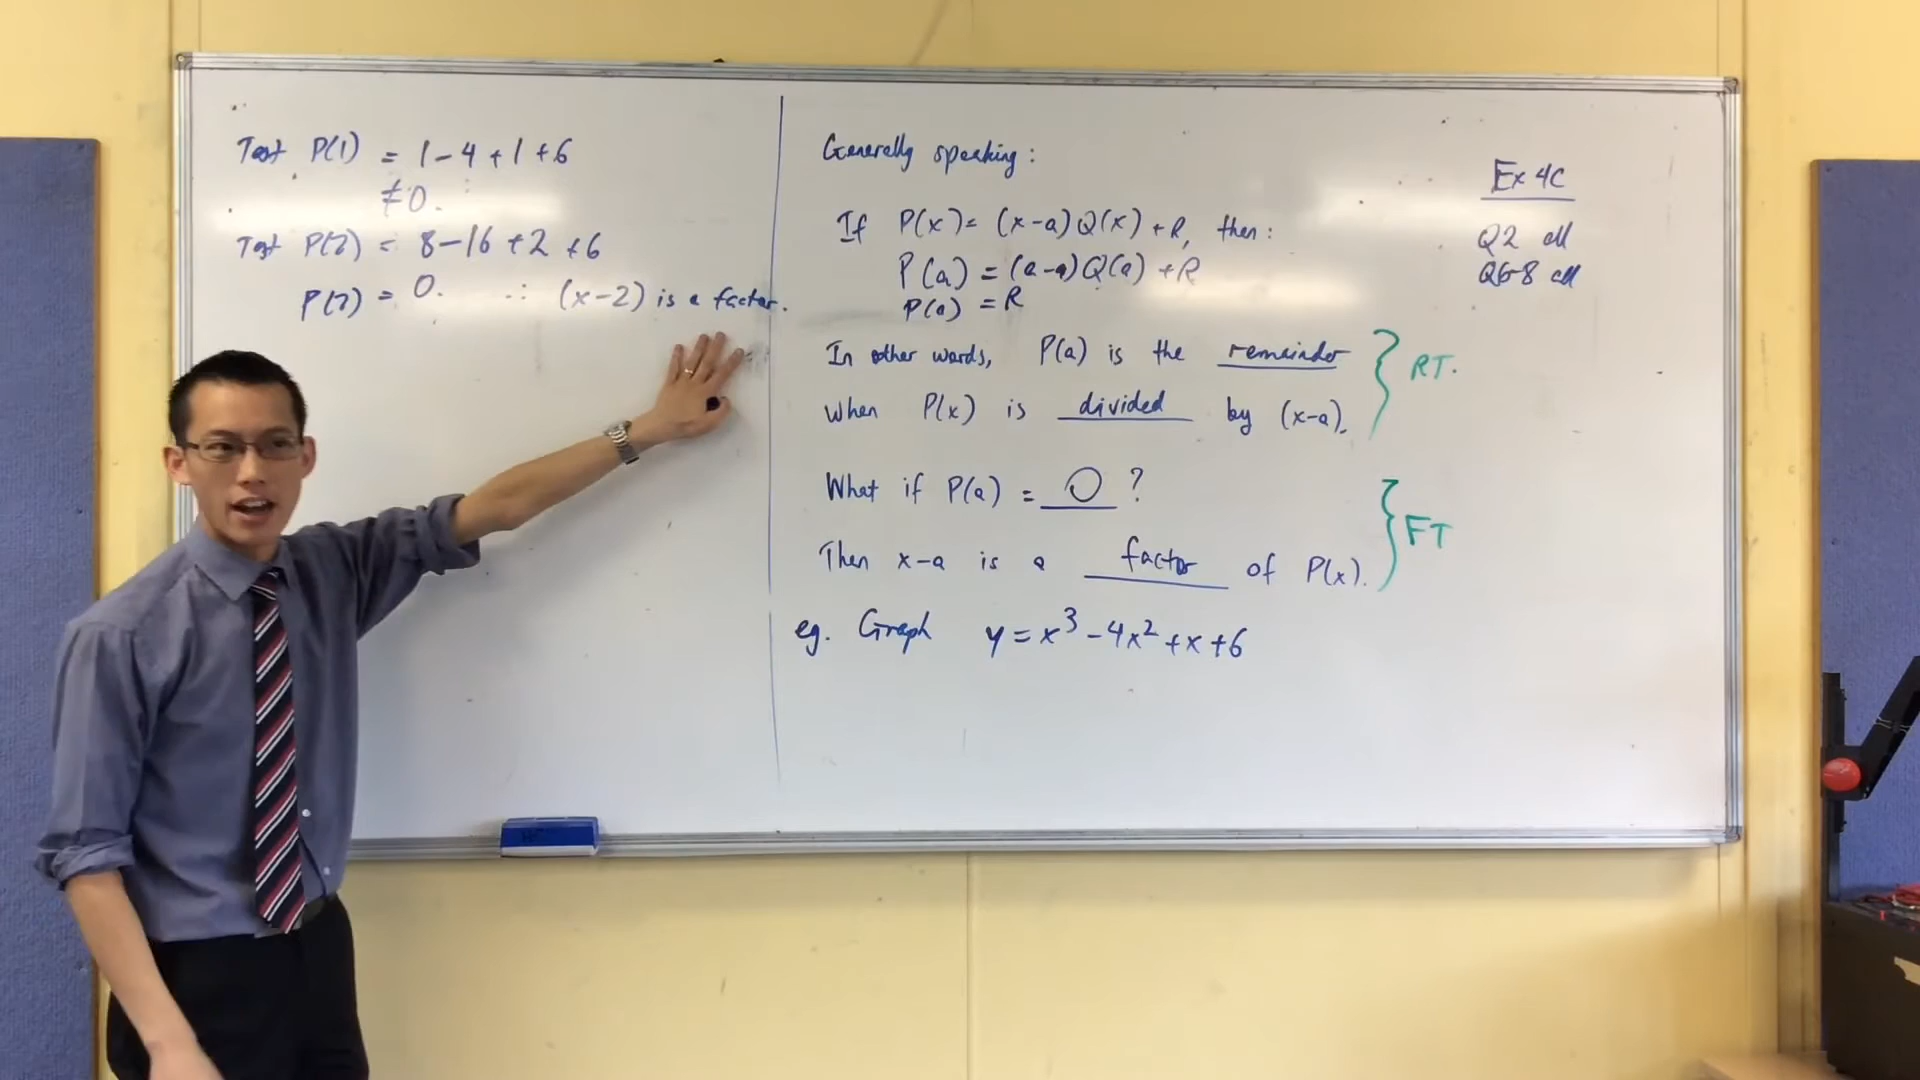 Test P(1) = 1-4+1+6
≠0.
Test P(2) = 8-16+2+6
P(2) = 0. ∴ (x-2) is a factor.
Generally speaking:
If P(x) = (x-a)Q(x)+R, then:
P(a) = (a-a)Q(a)+R
P(a) = R
In other words, P(a) is the remainder
when P(x) is divided by (x-a).
RT.
What if P(a) = 0 ?
Then x-a is a factor of P(x).
FT
eg. Graph y=x³-4x²+x+6
Ex 4C
Q2 all
Q6-8 all